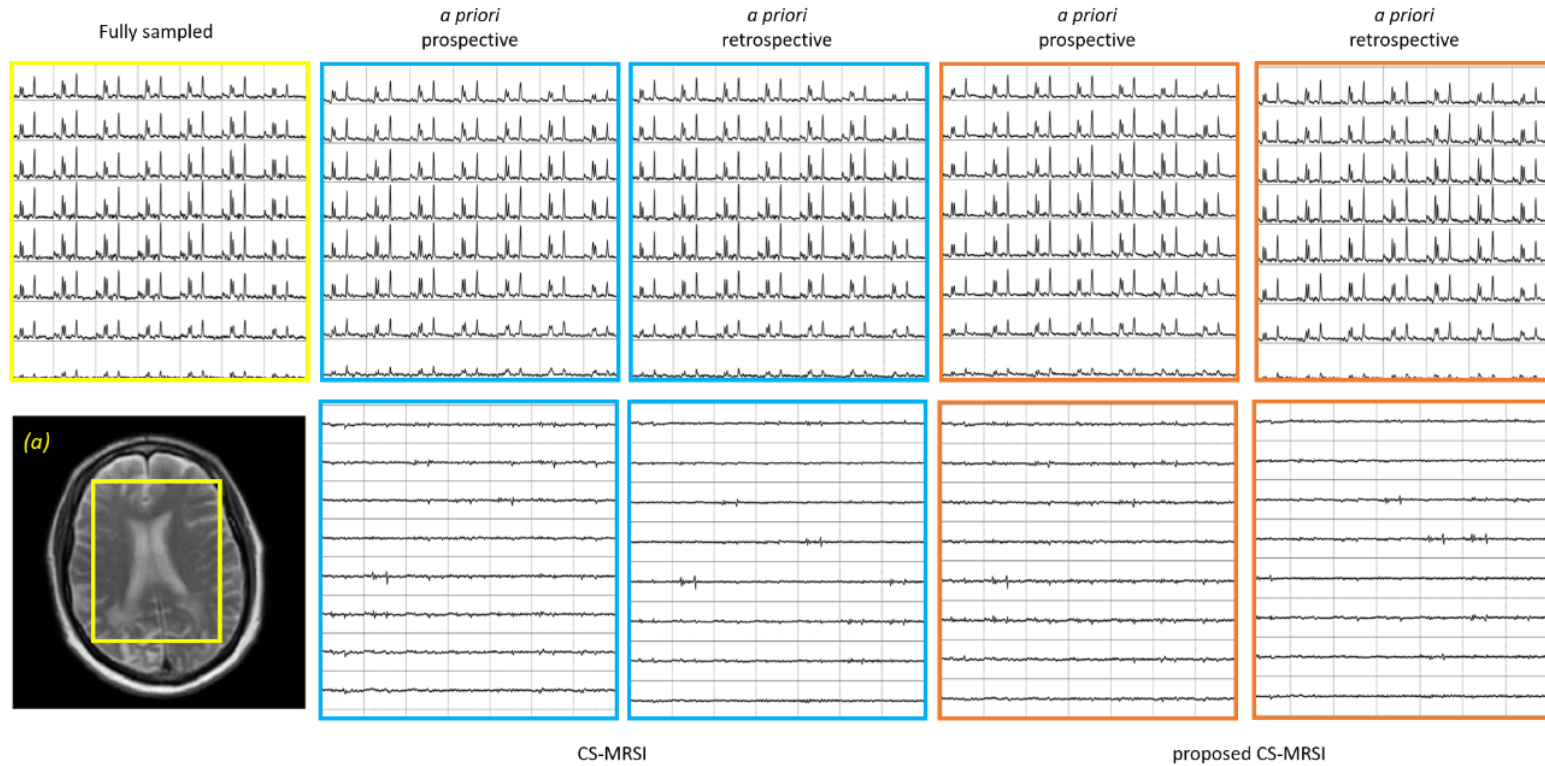 Fully sampled
a priori
prospective
a priori
retrospective
a priori
prospective
a priori
retrospective
(a)
CS-MRSI
proposed CS-MRSI